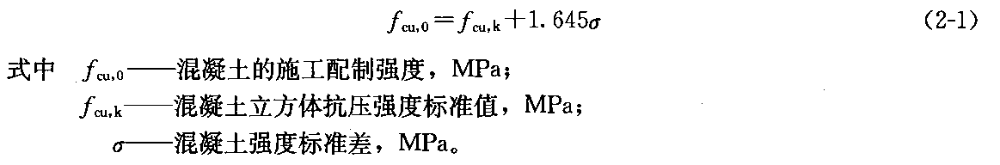 f_cu,0=f_cu,k+1.645σ (2-1)
式中 f_cu,0——混凝土的施工配制强度，MPa；
f_cu,k——混凝土立方体抗压强度标准值，MPa；
σ——混凝土强度标准差，MPa。